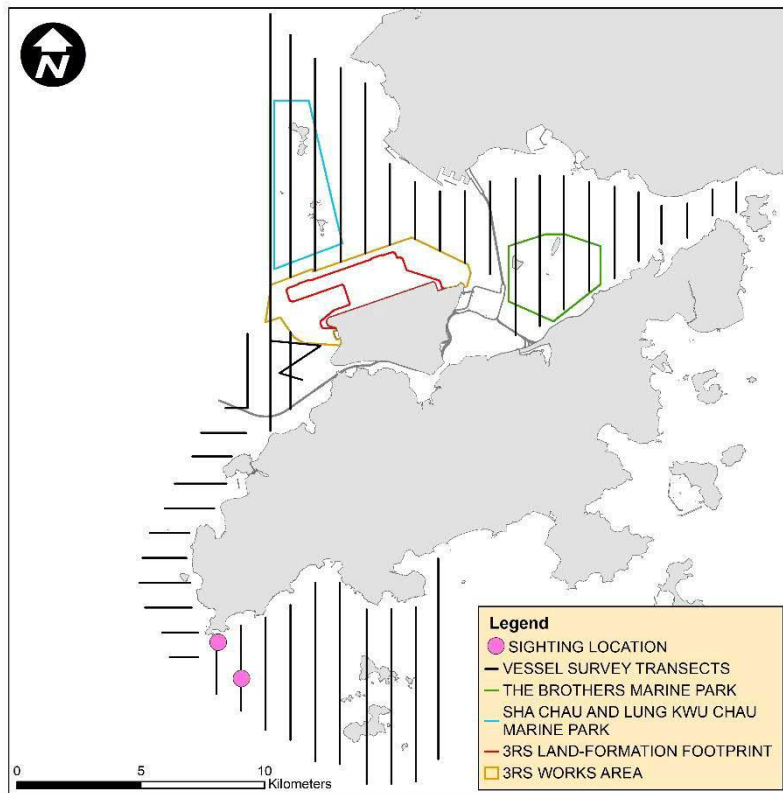 N
Legend
SIGHTING LOCATION
VESSEL SURVEY TRANSECTS
THE BROTHERS MARINE PARK
SHA CHAU AND LUNG KWU CHAU
MARINE PARK
3RS LAND-FORMATION FOOTPRINT
3RS WORKS AREA
0 5 10
Kilometers